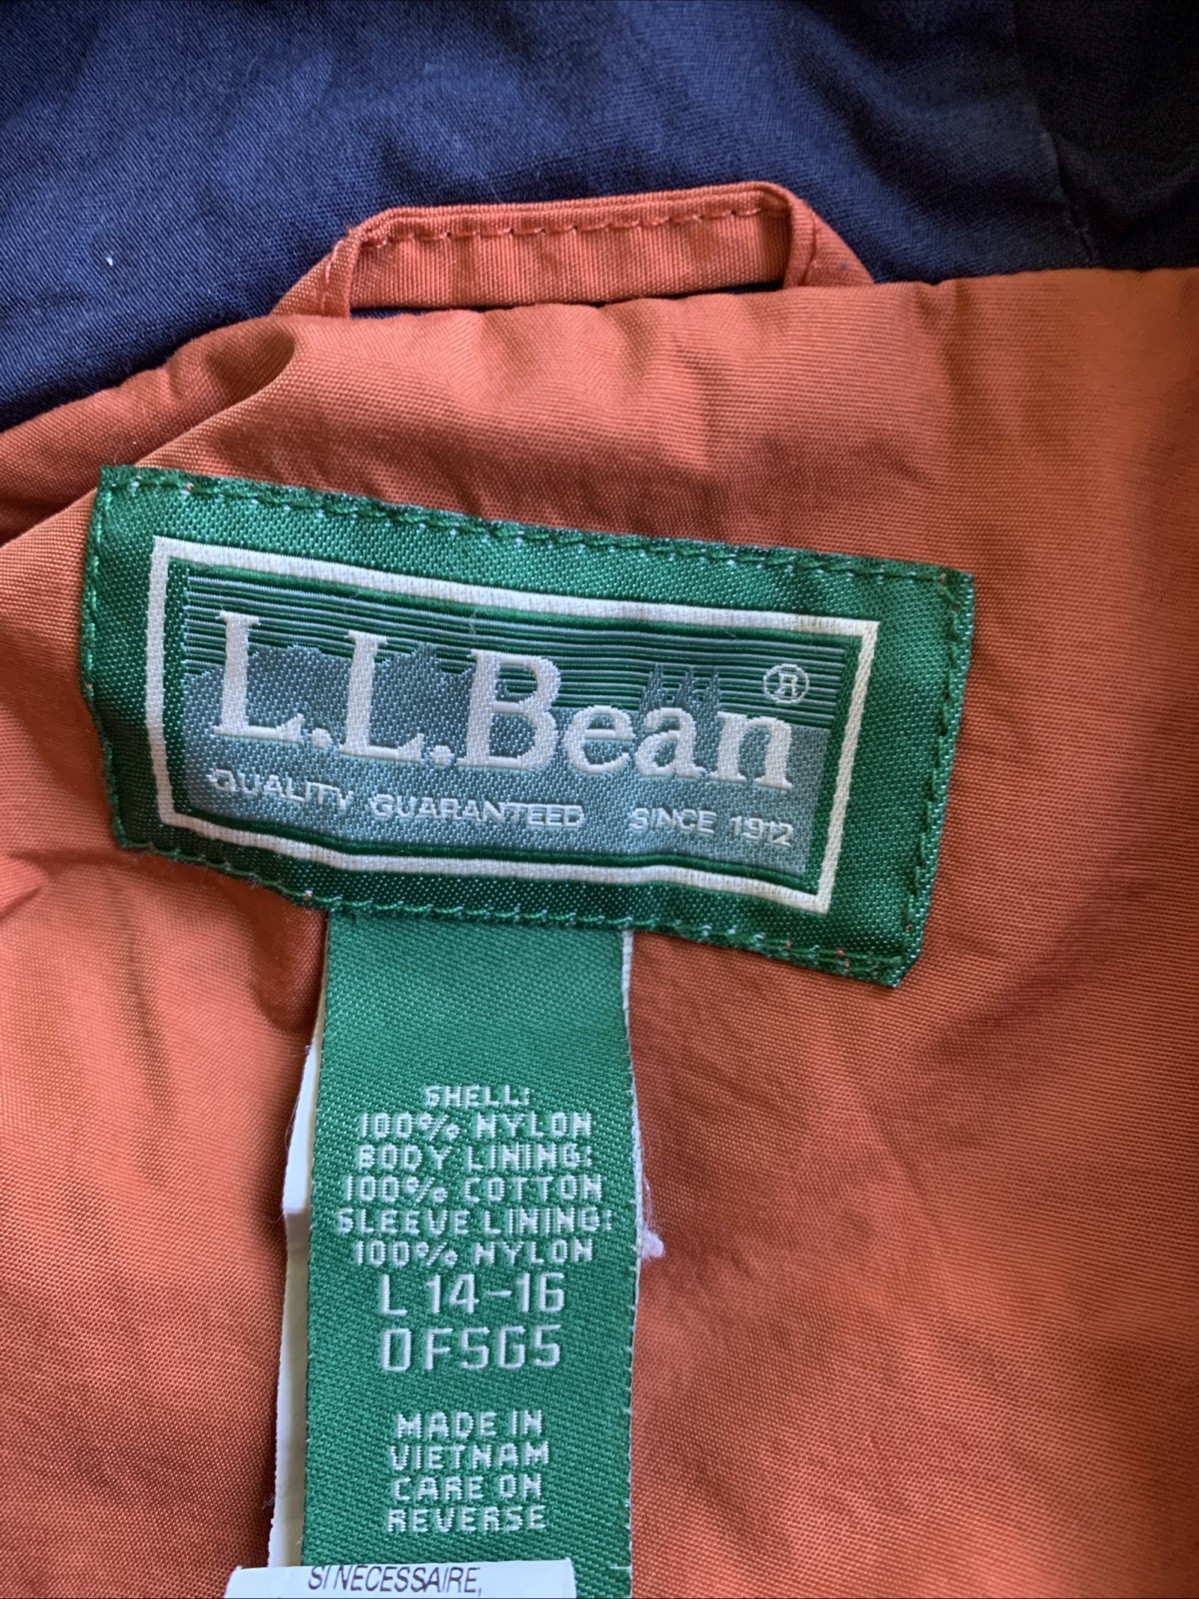 L.L.Bean®
QUALITY GUARANTEED SINCE 1912
SHELL:
100% NYLON
BODY LINING:
100% COTTON
SLEEVE LINING:
100% NYLON
L 14-16
0F5G5
MADE IN
VIETNAM
CARE ON
REVERSE
SI NECESSAIRE,